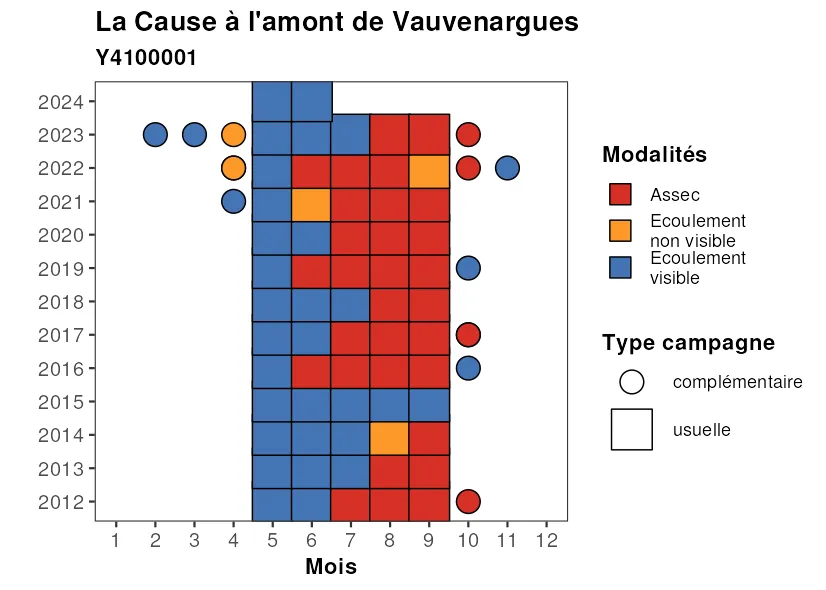 La Cause à l'amont de Vauvenargues
Y4100001
2024
2023
2022
2021
2020
2019
2018
2017
2016
2015
2014
2013
2012
1 2 3 4 5 6 7 8 9 10 11 12
Mois
Modalités
Assec
Ecoulement
non visible
Ecoulement
visible
Type campagne
complémentaire
usuelle